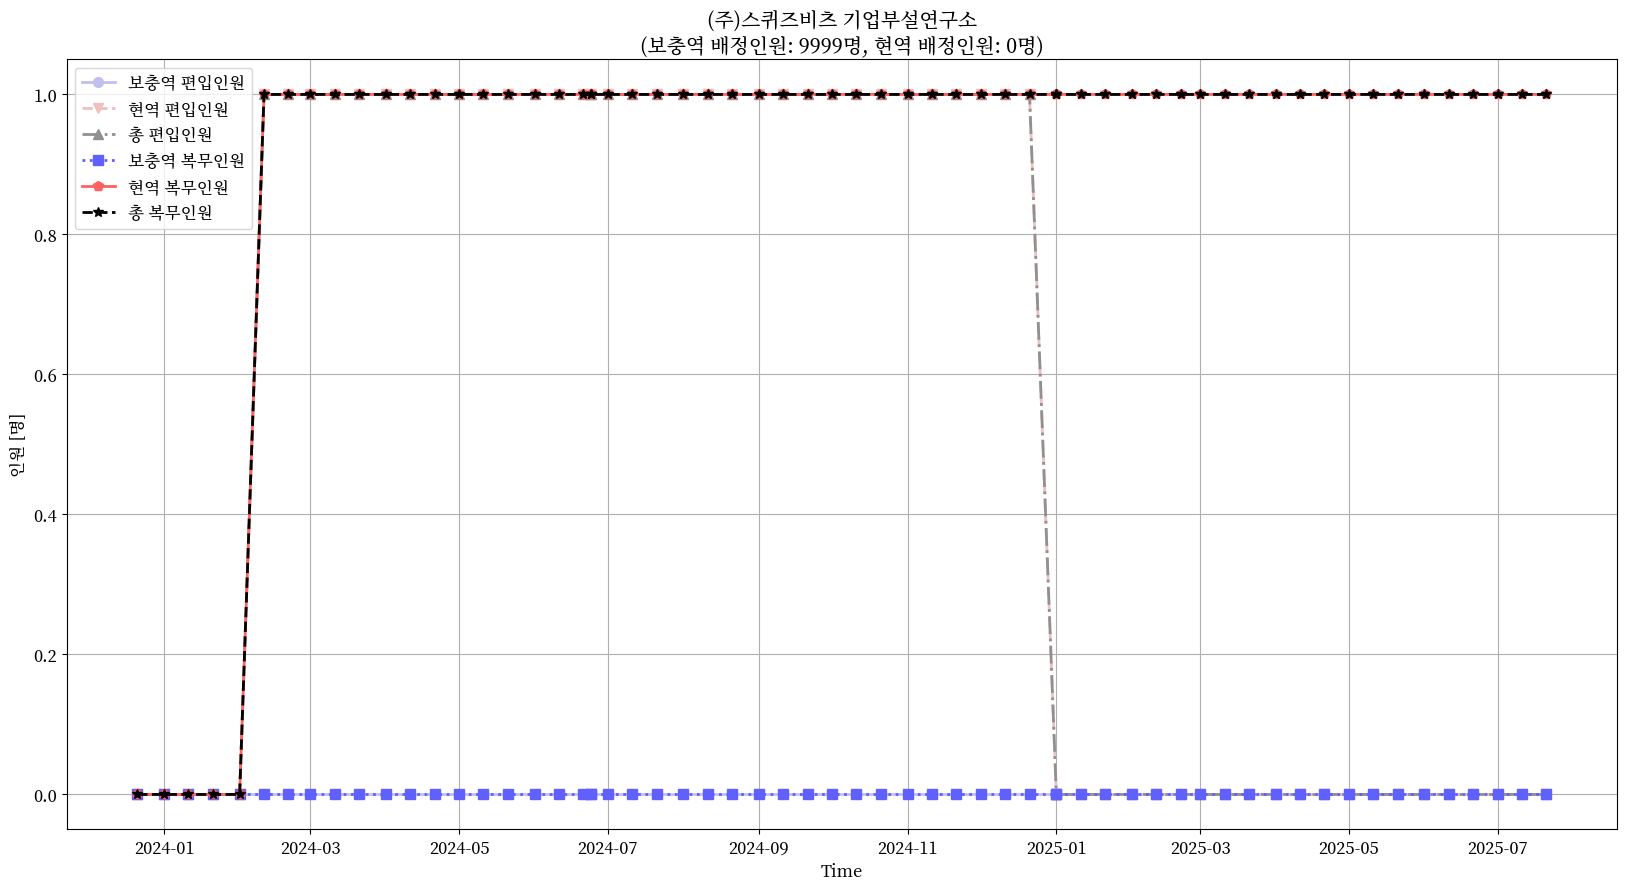 (주)스퀴즈비츠 기업부설연구소
(보충역 배정인원: 9999명, 현역 배정인원: 0명)
보충역 편입인원
현역 편입인원
총 편입인원
보충역 복무인원
현역 복무인원
총 복무인원
1.0
0.8
0.6
0.4
0.2
0.0
인원 [명]
2024-01
2024-03
2024-05
2024-07
2024-09
2024-11
2025-01
2025-03
2025-05
2025-07
Time